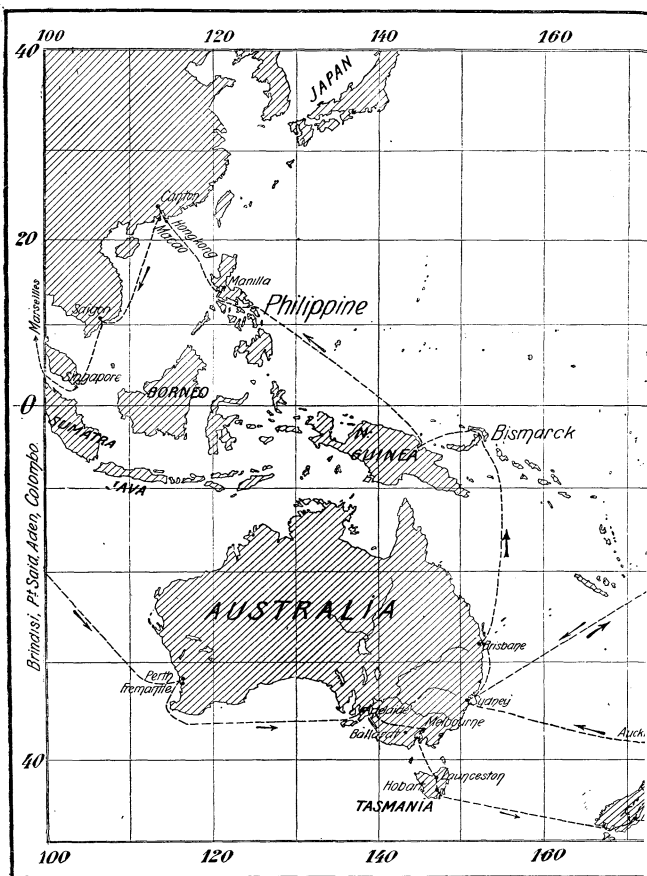 100 120 140 160
40
JAPAN
Canton
Hongkong
Macao
20
Manilla
Philippine
Saigon
Marseilles
Singapore
BORNEO
0
SUMATRA
N.
GUINEA
Bismarck
JAVA
Brindisi, Pt Said, Aden, Colombo.
20
AUSTRALIA
Brisbane
Perth
Fremantle
Sydney
Adelaide
Melbourne
Ballarat
Auckl
40
Launceston
Hobart
TASMANIA
100 120 140 160